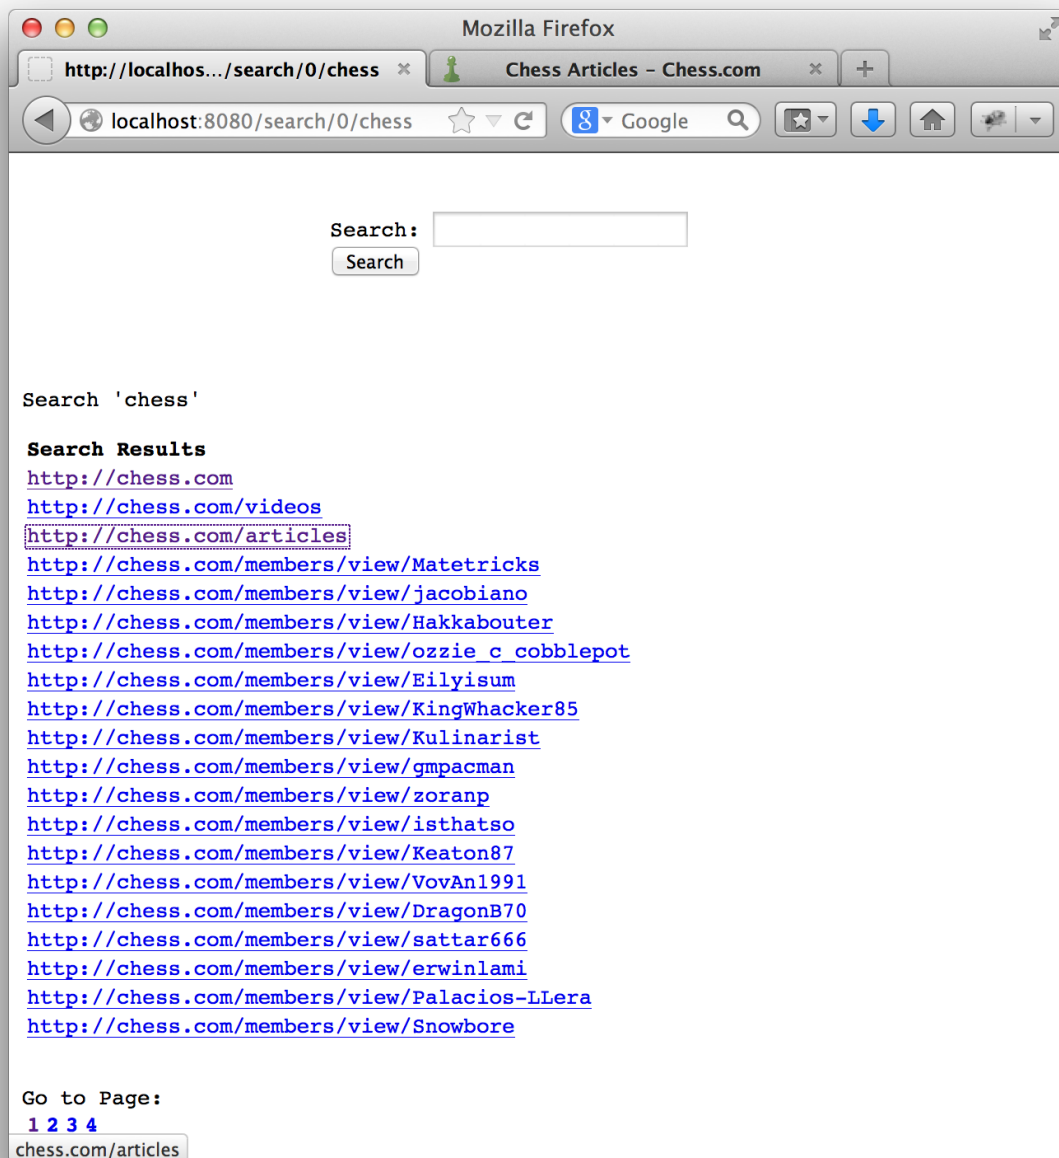 Mozilla Firefox
http://localhos.../search/0/chess
Chess Articles - Chess.com
localhost:8080/search/0/chess
8 Google
Search:
Search
Search 'chess'
Search Results
http://chess.com
http://chess.com/videos
http://chess.com/articles
http://chess.com/members/view/Matetricks
http://chess.com/members/view/jacobiano
http://chess.com/members/view/Hakkabouter
http://chess.com/members/view/ozzie_c_cobblepot
http://chess.com/members/view/Eilyisum
http://chess.com/members/view/KingWhacker85
http://chess.com/members/view/Kulinarist
http://chess.com/members/view/gmpacman
http://chess.com/members/view/zoranp
http://chess.com/members/view/isthatso
http://chess.com/members/view/Keaton87
http://chess.com/members/view/VovAn1991
http://chess.com/members/view/DragonB70
http://chess.com/members/view/sattar666
http://chess.com/members/view/erwinlami
http://chess.com/members/view/Palacios-LLera
http://chess.com/members/view/Snowbore
Go to Page:
1 2 3 4
chess.com/articles